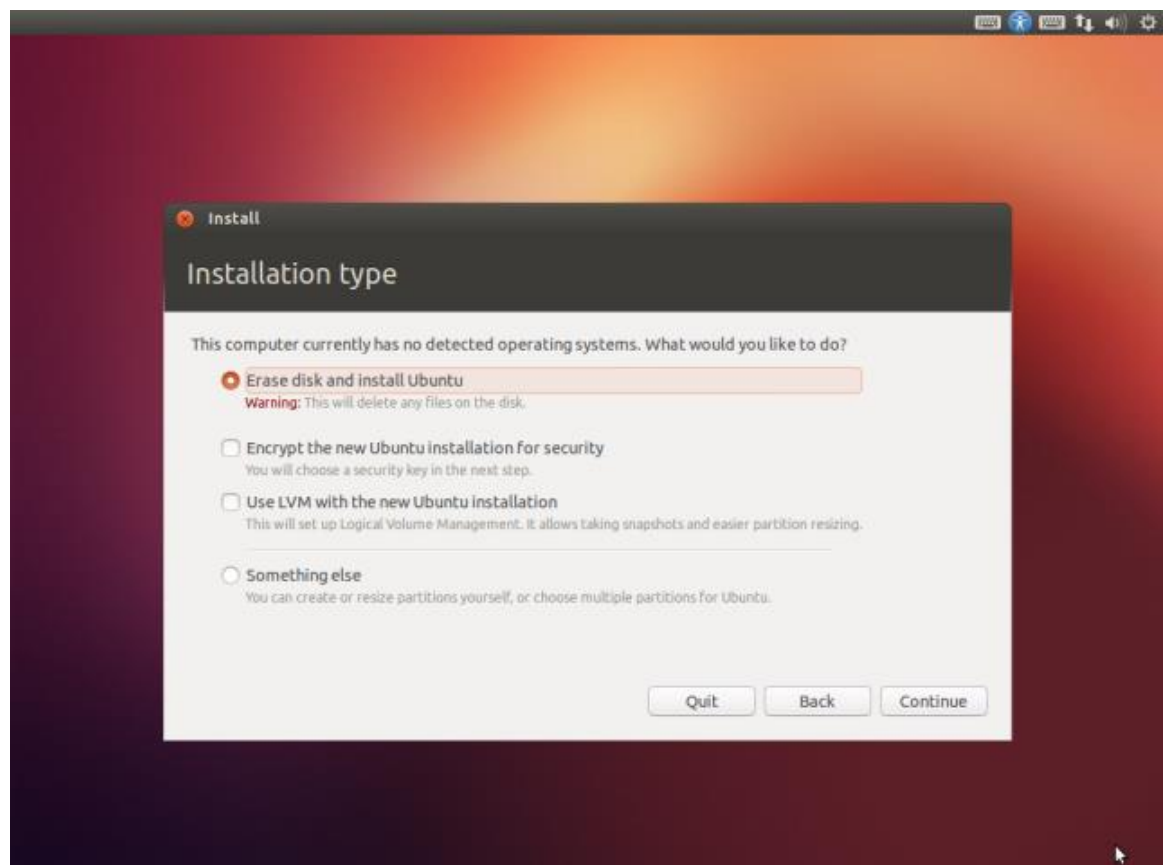 Install
Installation type
This computer currently has no detected operating systems. What would you like to do?
Erase disk and install Ubuntu
Warning: This will delete any files on the disk.
Encrypt the new Ubuntu installation for security
You will choose a security key in the next step.
Use LVM with the new Ubuntu installation
This will set up Logical Volume Management. It allows taking snapshots and easier partition resizing.
Something else
You can create or resize partitions yourself, or choose multiple partitions for Ubuntu.
Quit Back Continue